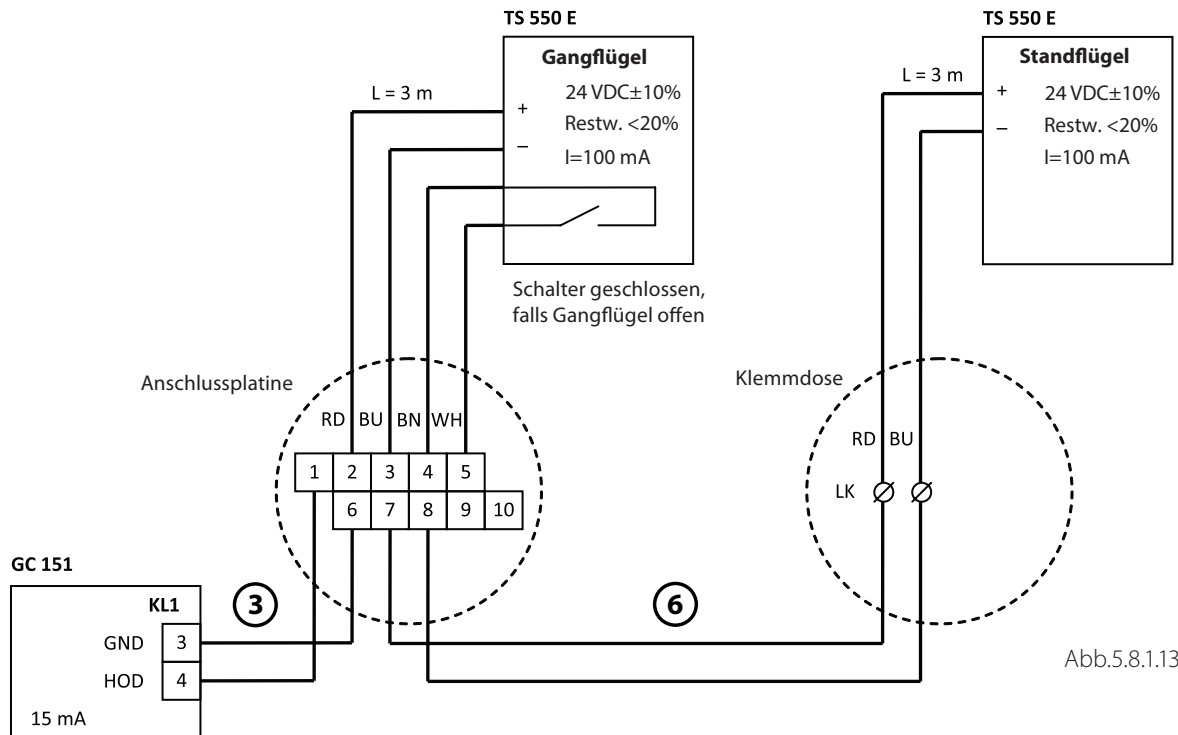 TS 550 E
TS 550 E
Gangflügel
24 VDC±10%
Restw. <20%
I=100 mA
+
–
L = 3 m
Standflügel
24 VDC±10%
Restw. <20%
I=100 mA
+
–
L = 3 m
Schalter geschlossen,
falls Gangflügel offen
Anschlussplatine
RD BU BN WH
1 2 3 4 5
6 7 8 9 10
Klemmdose
RD BU
LK
GC 151
KL1
GND 3
HOD 4
15 mA
3
6
Abb.5.8.1.13